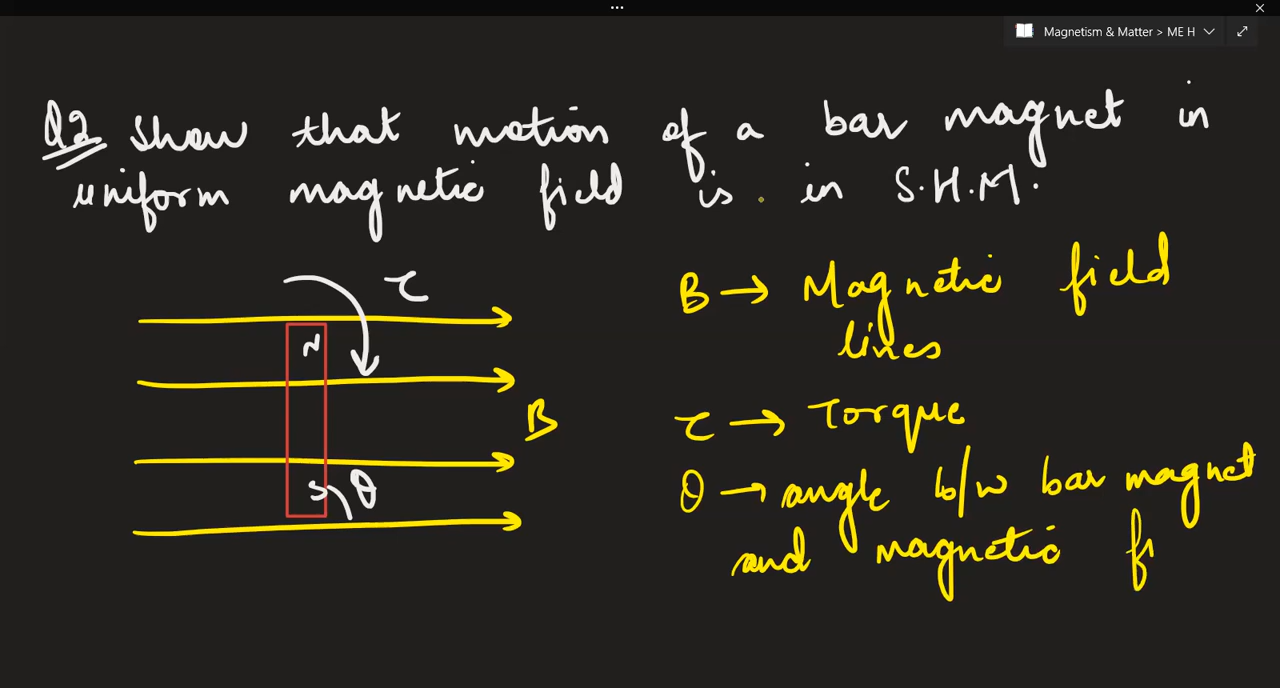 Magnetism & Matter > ME H
Q2 Show that motion of a bar magnet in
uniform magnetic field is in S.H.M.
τ
N
B
S θ
B → Magnetic field
lines
τ → Torque
θ → angle b/w bar magnet
and magnetic fi